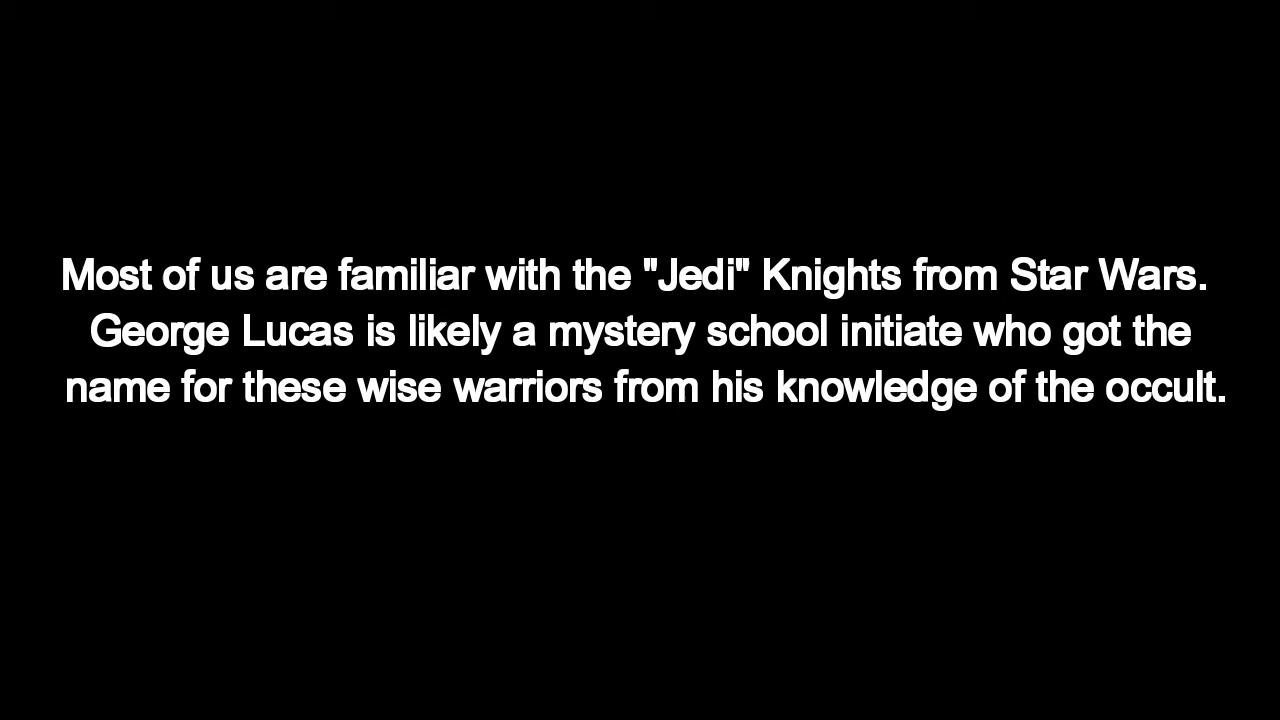 Most of us are familiar with the "Jedi" Knights from Star Wars.
George Lucas is likely a mystery school initiate who got the
name for these wise warriors from his knowledge of the occult.